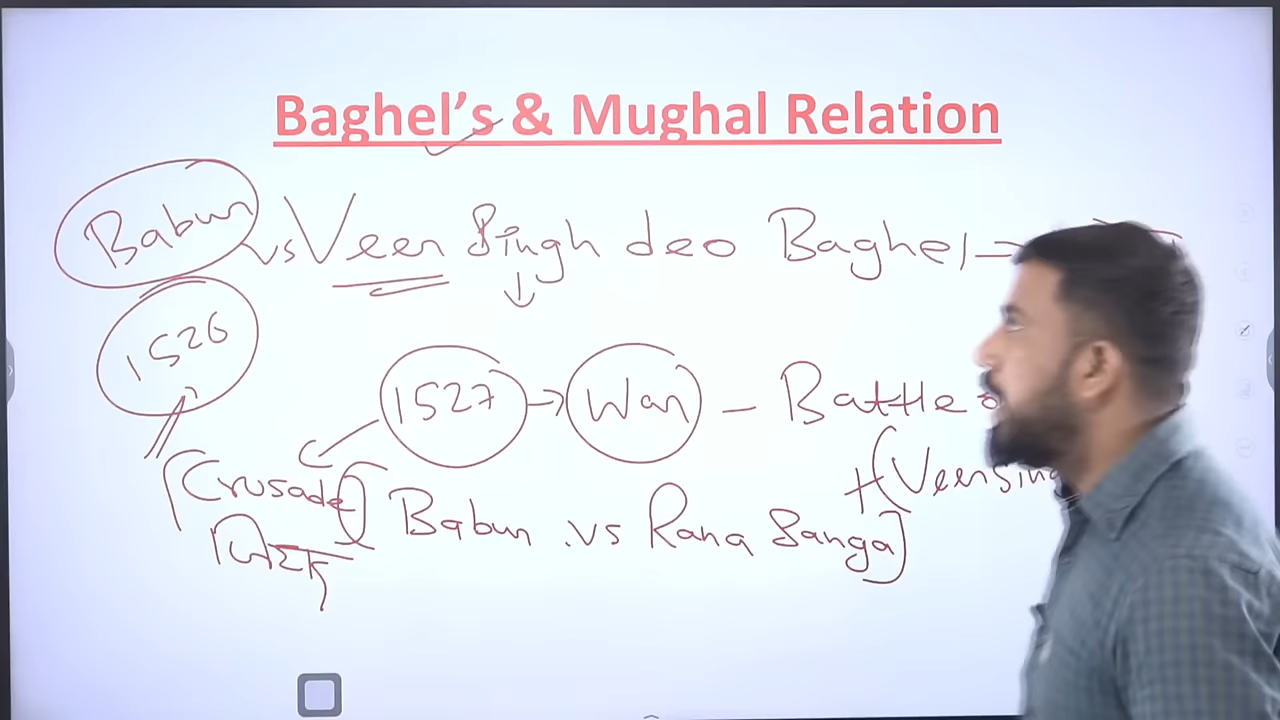 Baghel's & Mughal Relation
Babur vs Veer Singh deo Baghel
1526
1527 → War - Battle
+(Veersing
(Crusade) Babur vs Rana Sanga]